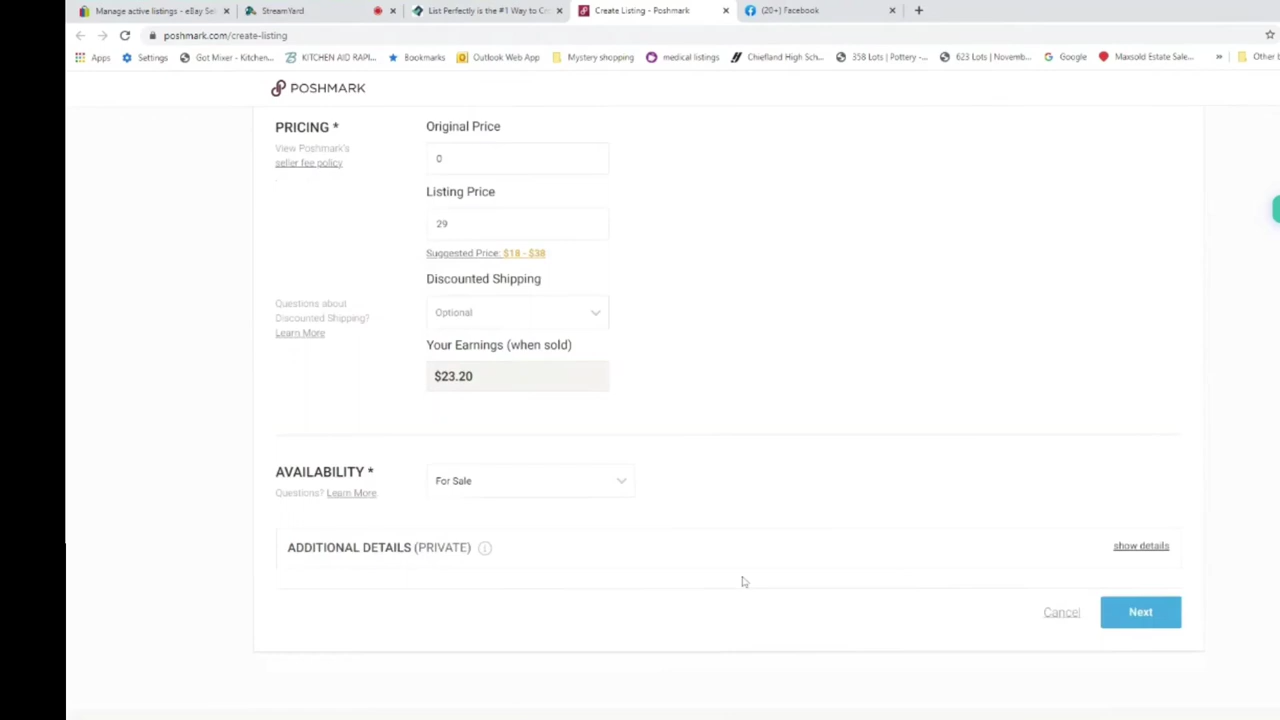 Manage active listings - eBay Sel
StreamYard
List Perfectly is the #1 Way to Cr
Create Listing - Poshmark
(20+) Facebook
poshmark.com/create-listing
Apps
Settings
Got Mixer - Kitchen...
KITCHEN AID RAPI...
Bookmarks
Outlook Web App
Mystery shopping
medical listings
Chiefland High Sch...
358 Lots | Pottery -...
623 Lots | Novemb...
Google
Maxsold Estate Sale...
»
Other b
POSHMARK
PRICING *
Original Price
View Poshmark's
seller fee policy
0
Listing Price
29
Suggested Price: $18 - $38
Discounted Shipping
Questions about
Discounted Shipping?
Learn More
Optional
Your Earnings (when sold)
$23.20
AVAILABILITY *
For Sale
Questions? Learn More
ADDITIONAL DETAILS (PRIVATE)
show details
Cancel
Next